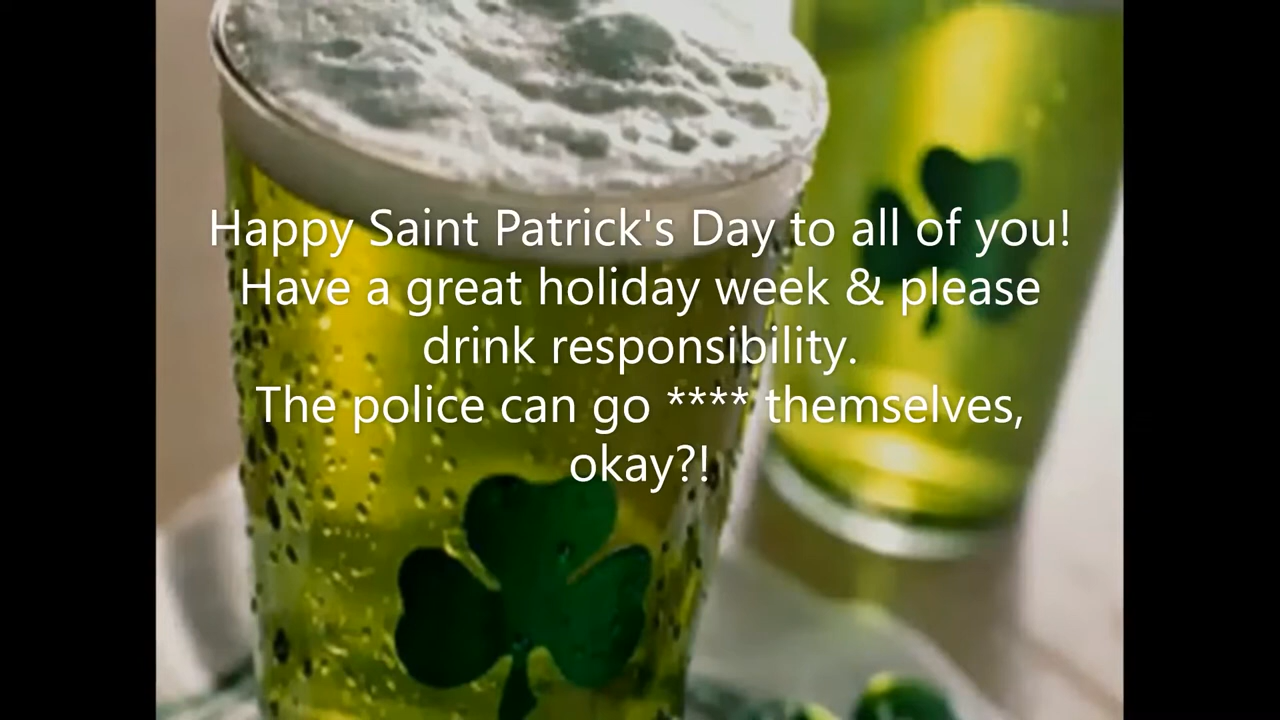 Happy Saint Patrick's Day to all of you!
Have a great holiday week & please
drink responsibility.
The police can go **** themselves,
okay?!